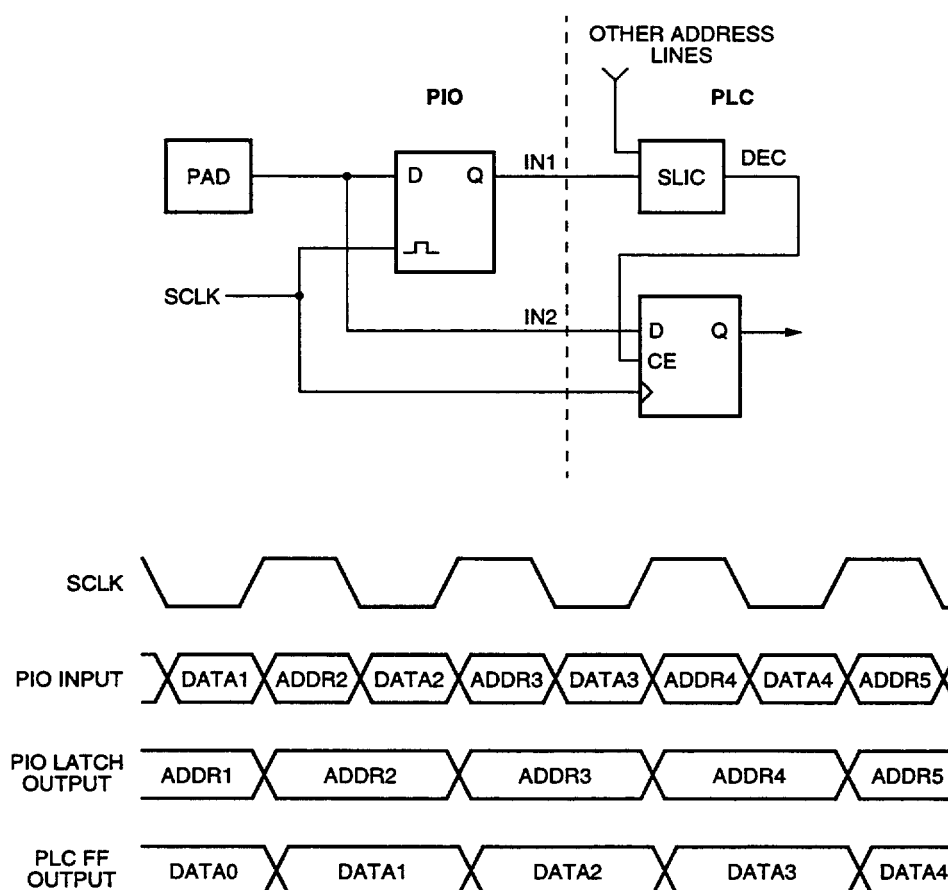 OTHER ADDRESS
LINES
PIO
PLC
PAD
D
Q
IN1
SLIC
DEC
SCLK
IN2
D
Q
CE
SCLK
PIO INPUT
DATA1 ADDR2 DATA2 ADDR3 DATA3 ADDR4 DATA4 ADDR5
PIO LATCH
OUTPUT
ADDR1 ADDR2 ADDR3 ADDR4 ADDR5
PLC FF
OUTPUT
DATA0 DATA1 DATA2 DATA3 DATA4